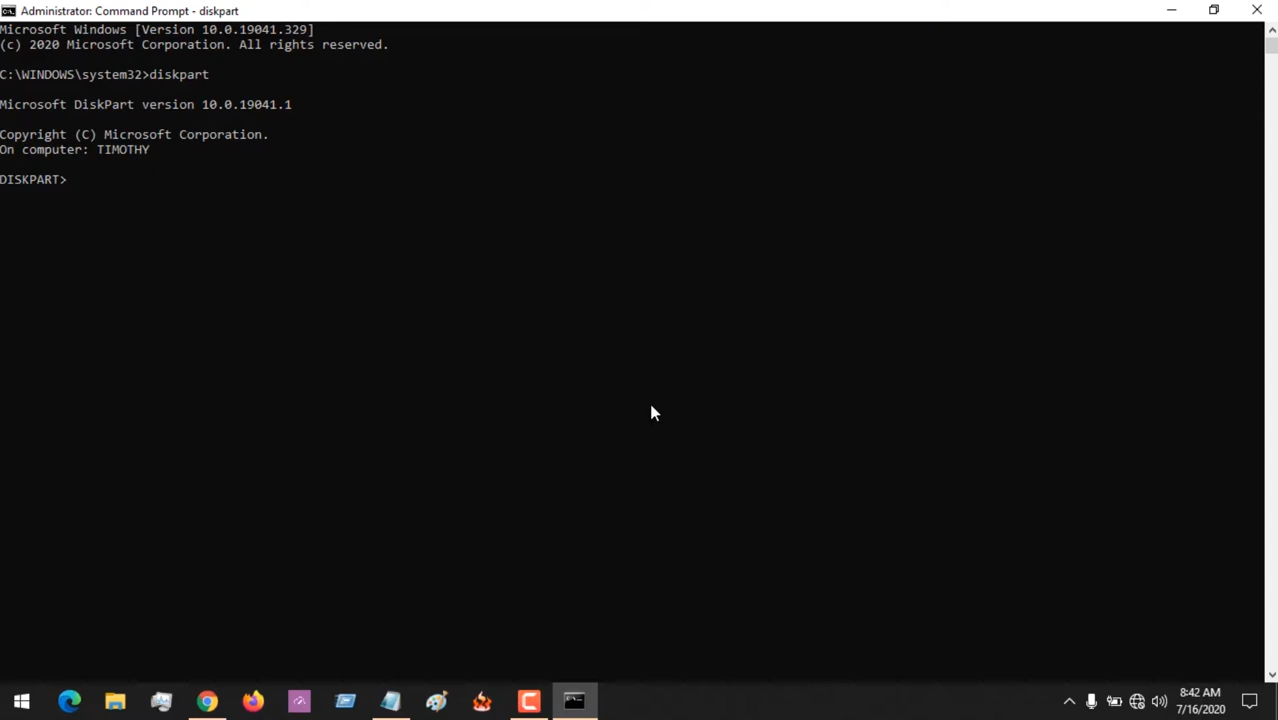 Administrator: Command Prompt - diskpart
Microsoft Windows [Version 10.0.19041.329]
(c) 2020 Microsoft Corporation. All rights reserved.
C:\WINDOWS\system32>diskpart
Microsoft DiskPart version 10.0.19041.1
Copyright (C) Microsoft Corporation.
On computer: TIMOTHY
DISKPART>
8:42 AM
7/16/2020